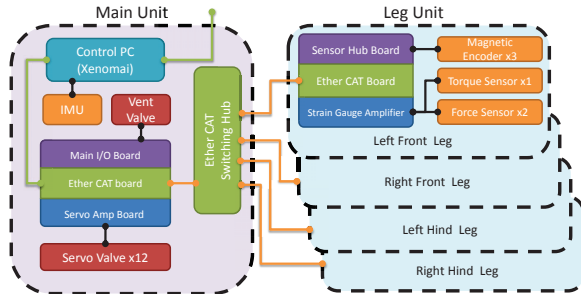 Main Unit
Control PC
(Xenomai)
IMU
Vent
Valve
Main I/O Board
Ether CAT board
Servo Amp Board
Servo Valve x12
Ether CAT
Switching Hub
Leg Unit
Sensor Hub Board
Ether CAT Board
Strain Gauge Amplifier
Magnetic
Encoder x3
Torque Sensor x1
Force Sensor x2
Left Front Leg
Right Front Leg
Left Hind Leg
Right Hind Leg